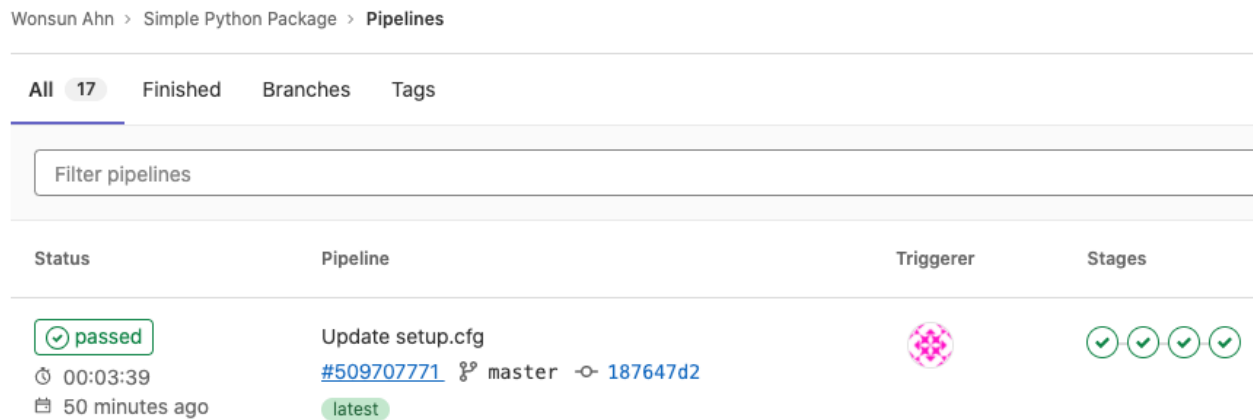 Wonsun Ahn > Simple Python Package > Pipelines
All 17 Finished Branches Tags
Filter pipelines
Status Pipeline Triggerer Stages
passed Update setup.cfg
00:03:39 #509707771 master 187647d2
50 minutes ago latest